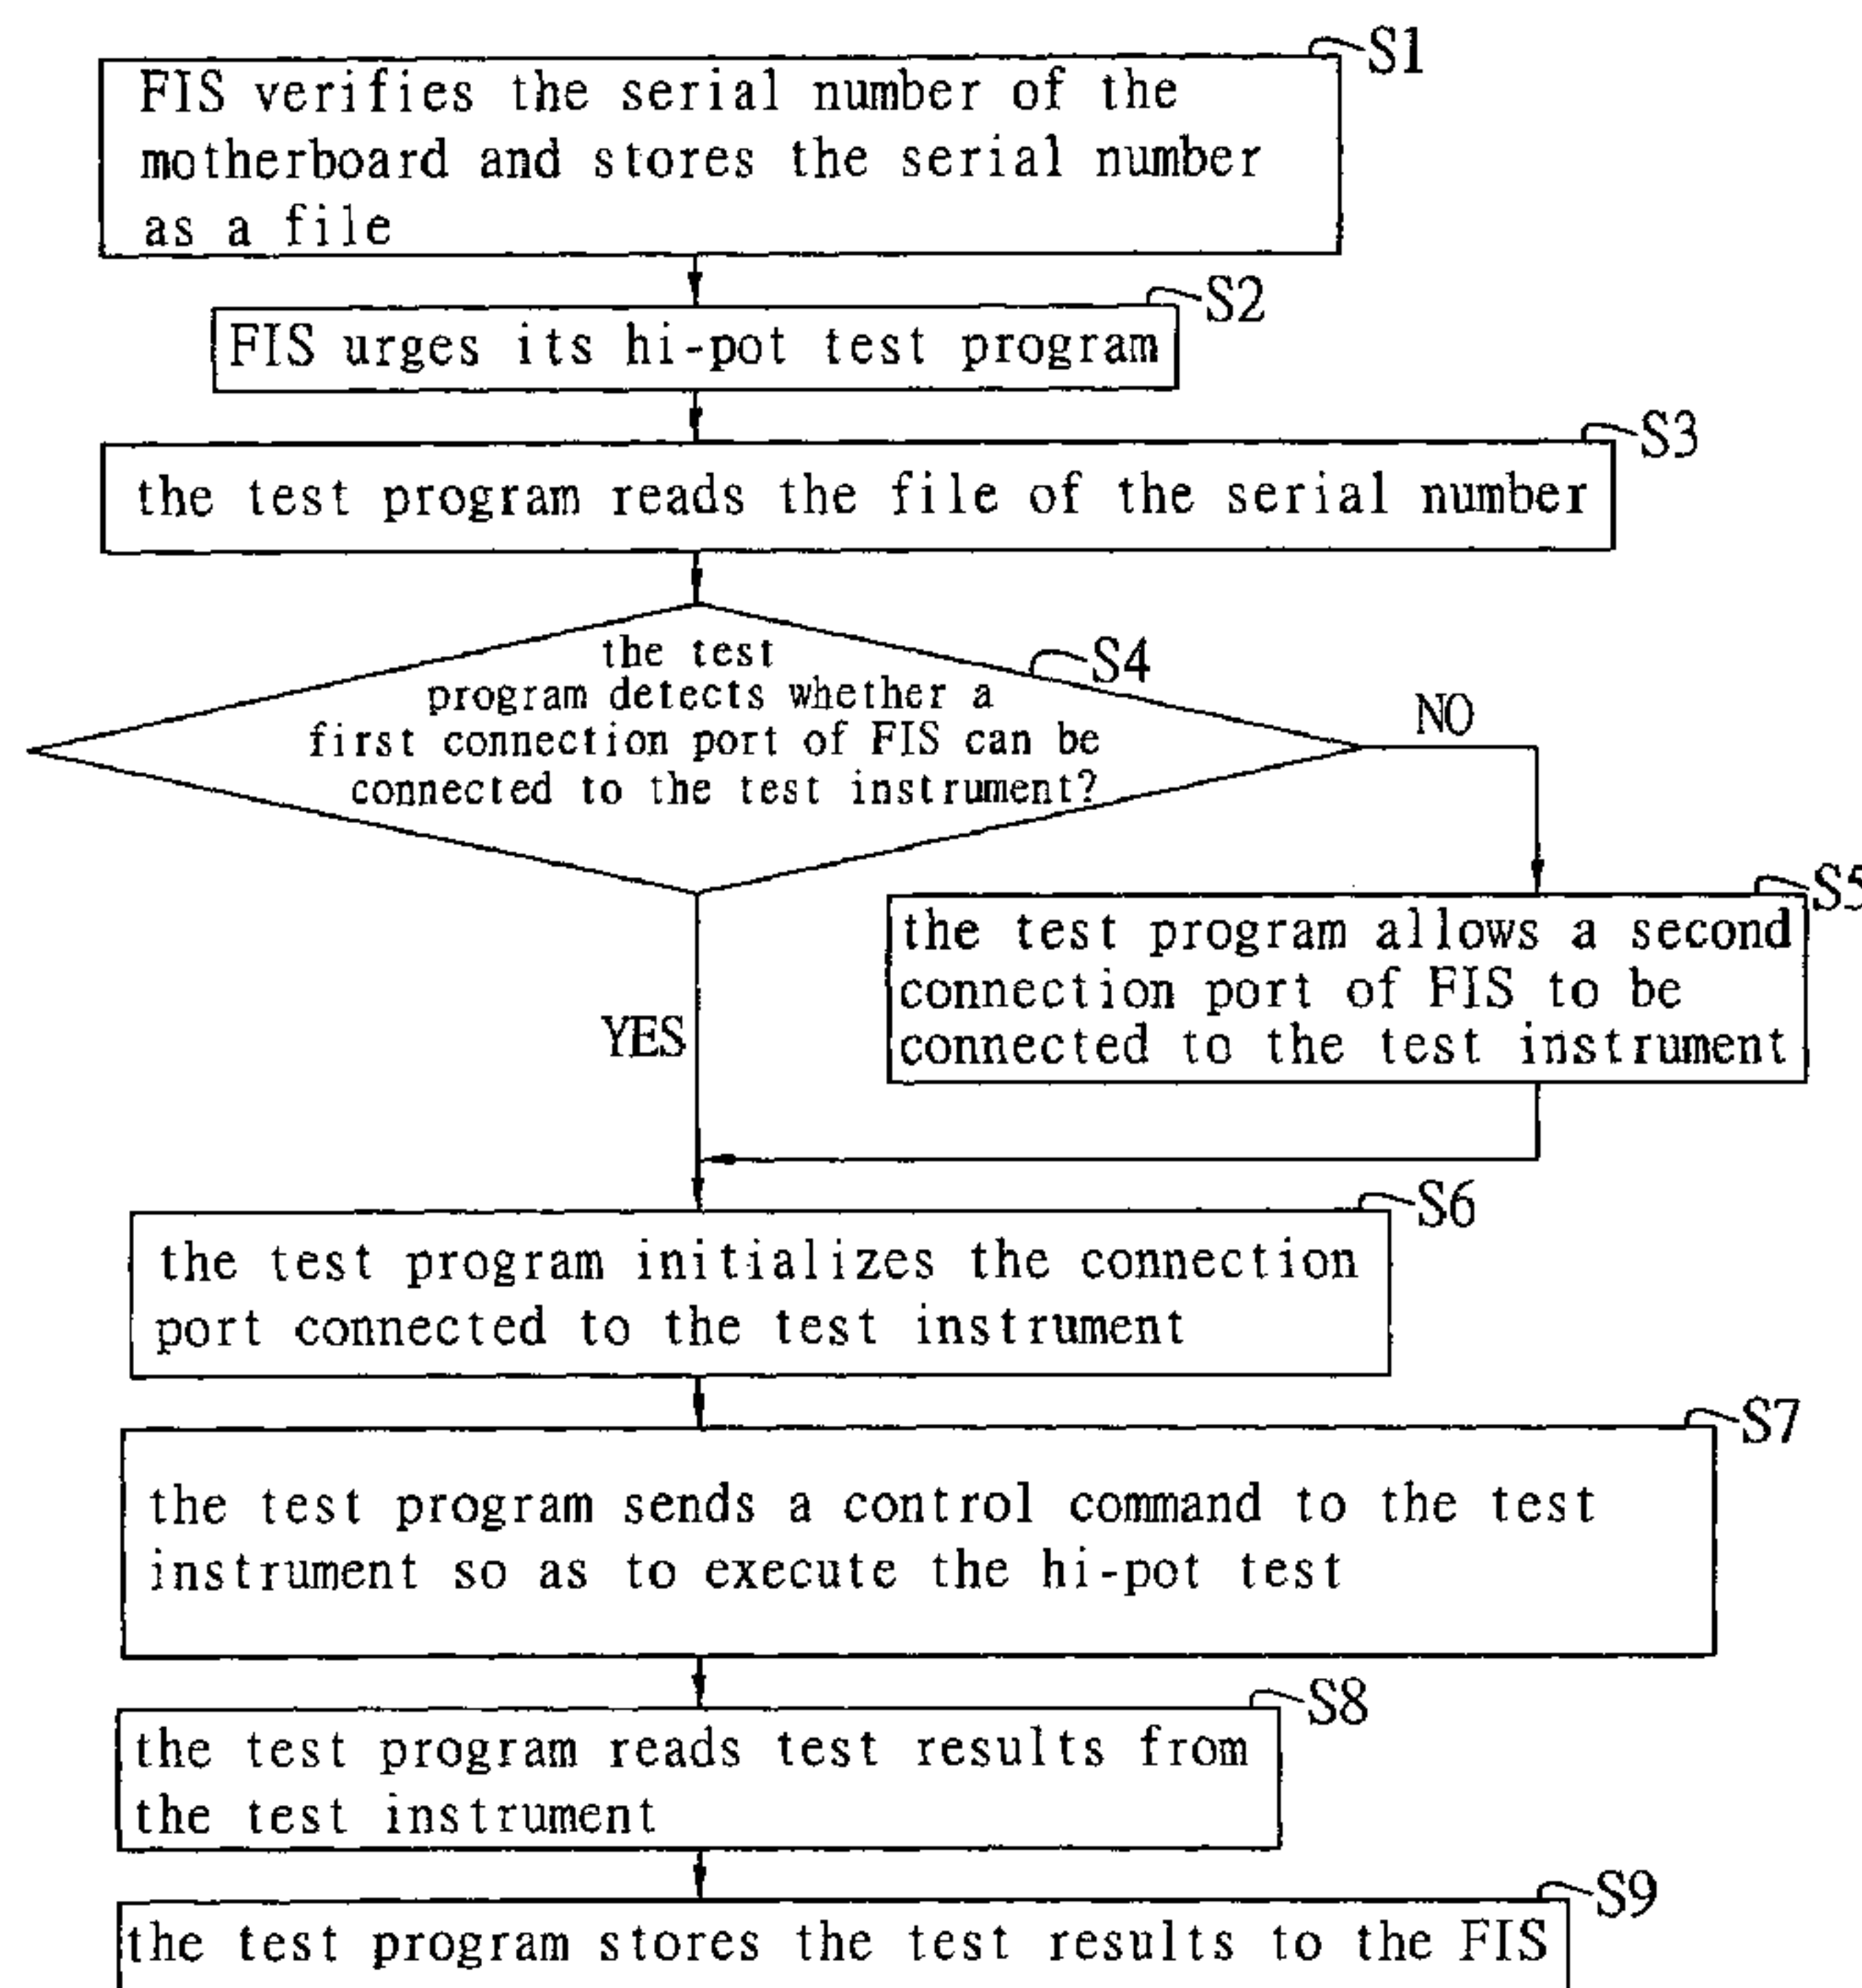 S1
FIS verifies the serial number of the
motherboard and stores the serial number
as a file
S2
FIS urges its hi-pot test program
S3
the test program reads the file of the serial number
S4
the test
program detects whether a
first connection port of FIS can be
connected to the test instrument?
NO
S5
the test program allows a second
connection port of FIS to be
connected to the test instrument
YES
S6
the test program initializes the connection
port connected to the test instrument
S7
the test program sends a control command to the test
instrument so as to execute the hi-pot test
S8
the test program reads test results from
the test instrument
S9
the test program stores the test results to the FIS